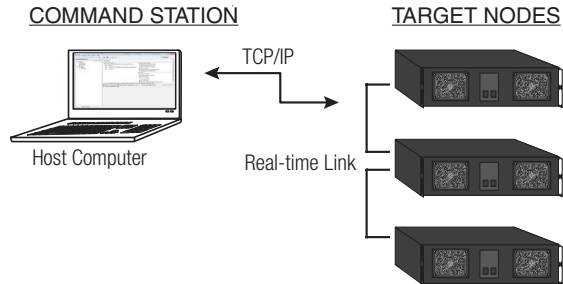 COMMAND STATION
TARGET NODES
TCP/IP
Host Computer
Real-time Link